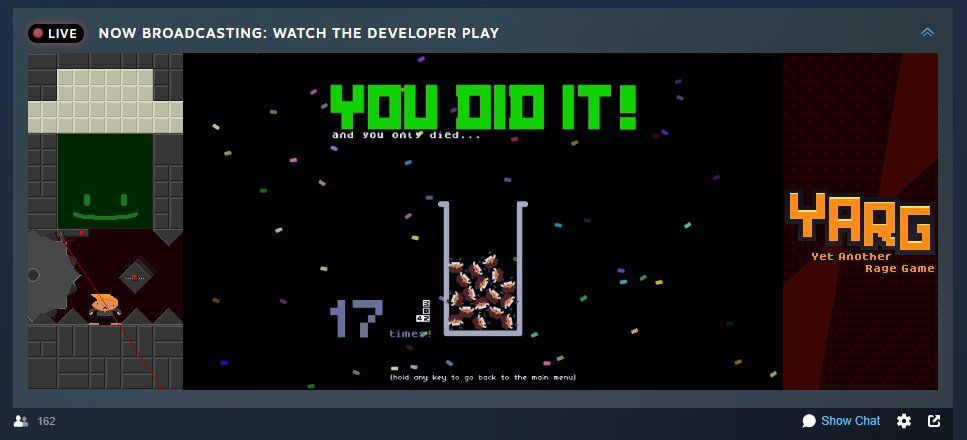 LIVE
NOW BROADCASTING: WATCH THE DEVELOPER PLAY
YOU DID IT!
and you only died...
17
times!
(hold any key to go back to the main menu)
YARG
Yet Another
Rage Game
162
Show Chat